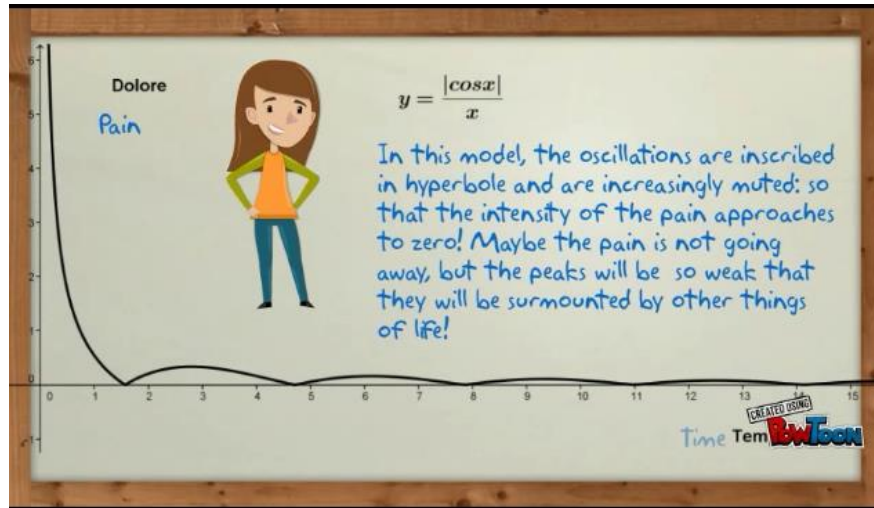 Dolore
Pain
y = |cosx| / x
In this model, the oscillations are inscribed
in hyperbole and are increasingly muted: so
that the intensity of the pain approaches
to zero! Maybe the pain is not going
away, but the peaks will be so weak that
they will be surmounted by other things
of life!
6
5
4
3
2
1
0
-1
0 1 2 3 4 5 6 7 8 9 10 11 12 13 14 15
CREATED USING
Time Tem POWTOON